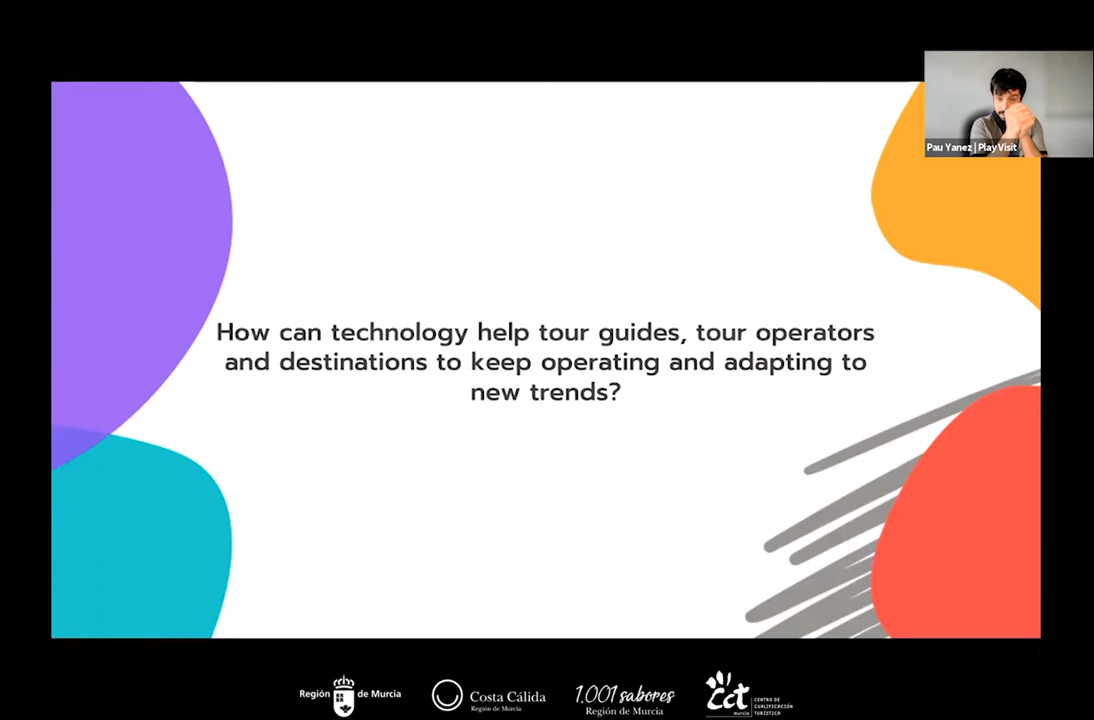 Pau Yanez | PlayVisit
How can technology help tour guides, tour operators
and destinations to keep operating and adapting to
new trends?
Región de Murcia
Costa Cálida
Región de Murcia
1.001 sabores
Región de Murcia
cct
murcia
CENTRO DE
CUALIFICACIÓN
TURÍSTICA